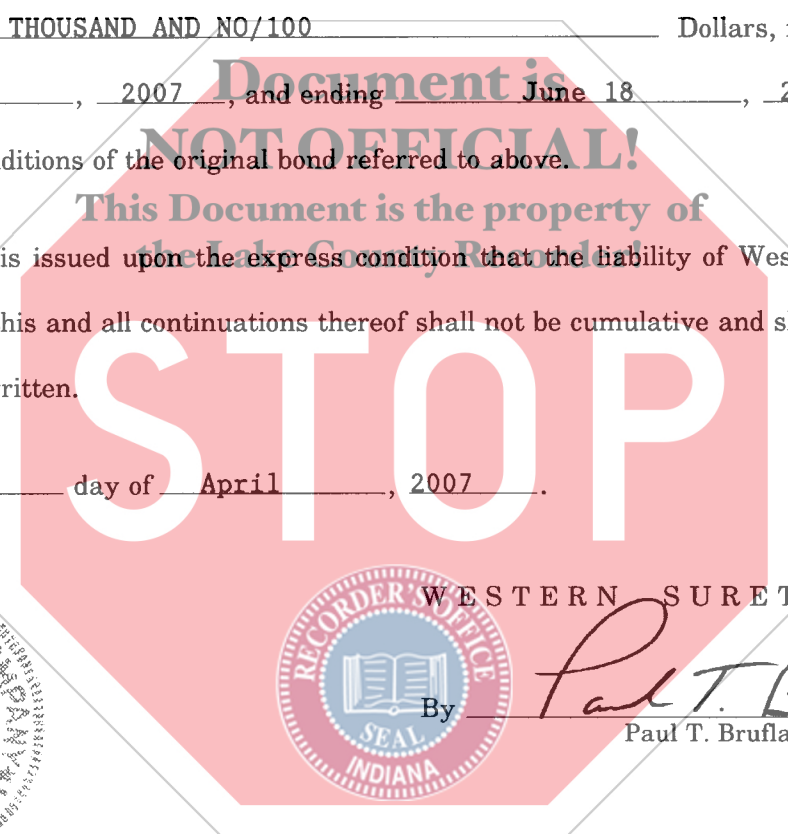 THOUSAND AND NO/100 Dollars,
, 2007, and ending June 18,
Document is
NOT OFFICIAL!
nditions of the original bond referred to above.
This Document is the property of
the Lake County Recorder!
is issued upon the express condition that the liability of Wes
his and all continuations thereof shall not be cumulative and s
ritten.
STOP
day of April, 2007.
RECORDER'S OFFICE
SEAL
INDIANA
WESTERN SURET
By Paul T. B
Paul T. Brufla